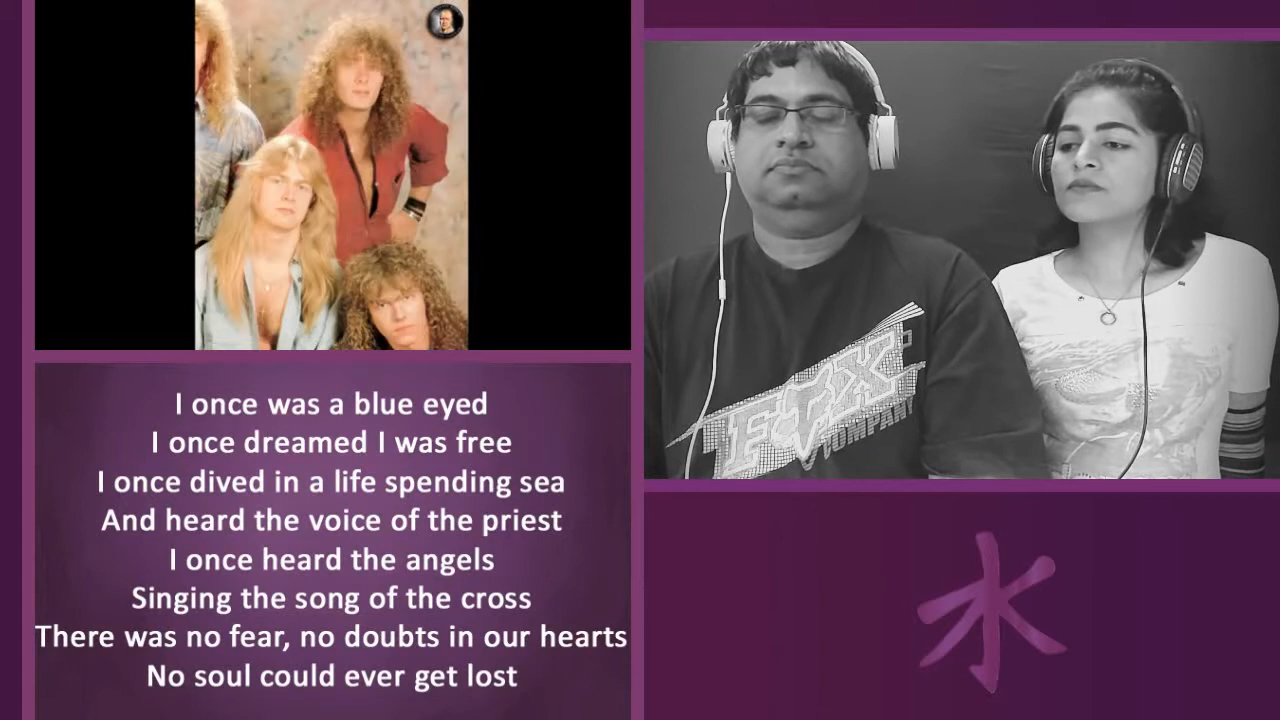 I once was a blue eyed
I once dreamed I was free
I once dived in a life spending sea
And heard the voice of the priest
I once heard the angels
Singing the song of the cross
There was no fear, no doubts in our hearts
No soul could ever get lost
FOX
COMPANY
水